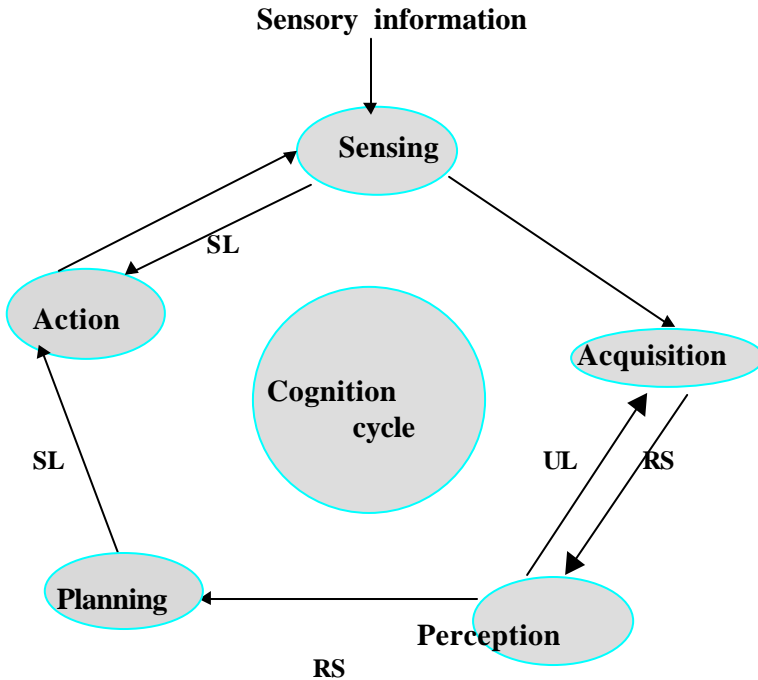 Sensory information
Sensing
SL
Action
Acquisition
Cognition
cycle
UL RS
SL
Planning
Perception
RS